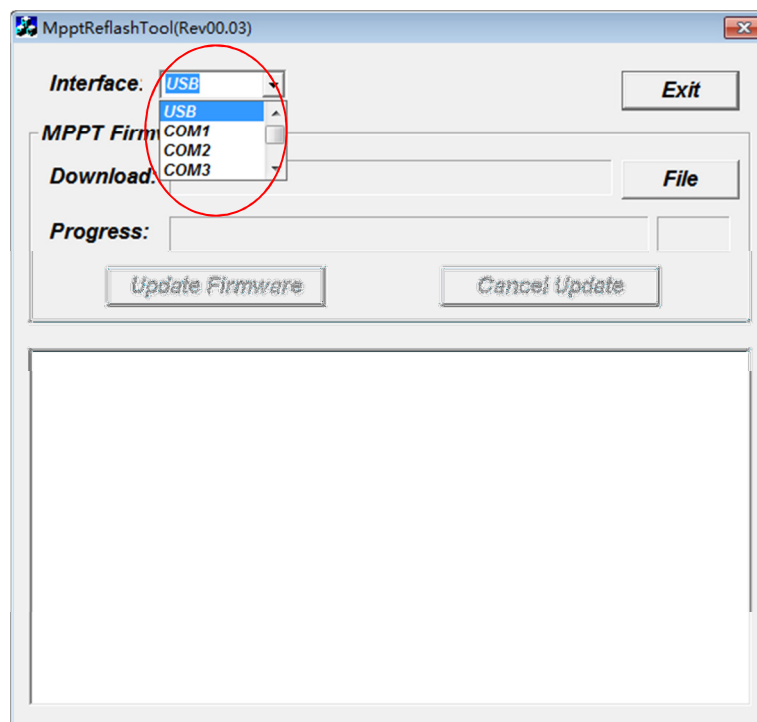 MpptReflashTool(Rev00.03)
Interface: USB
Exit
USB
COM1
COM2
COM3
MPPT Firm
Download:
File
Progress:
Update Firmware
Cancel Update